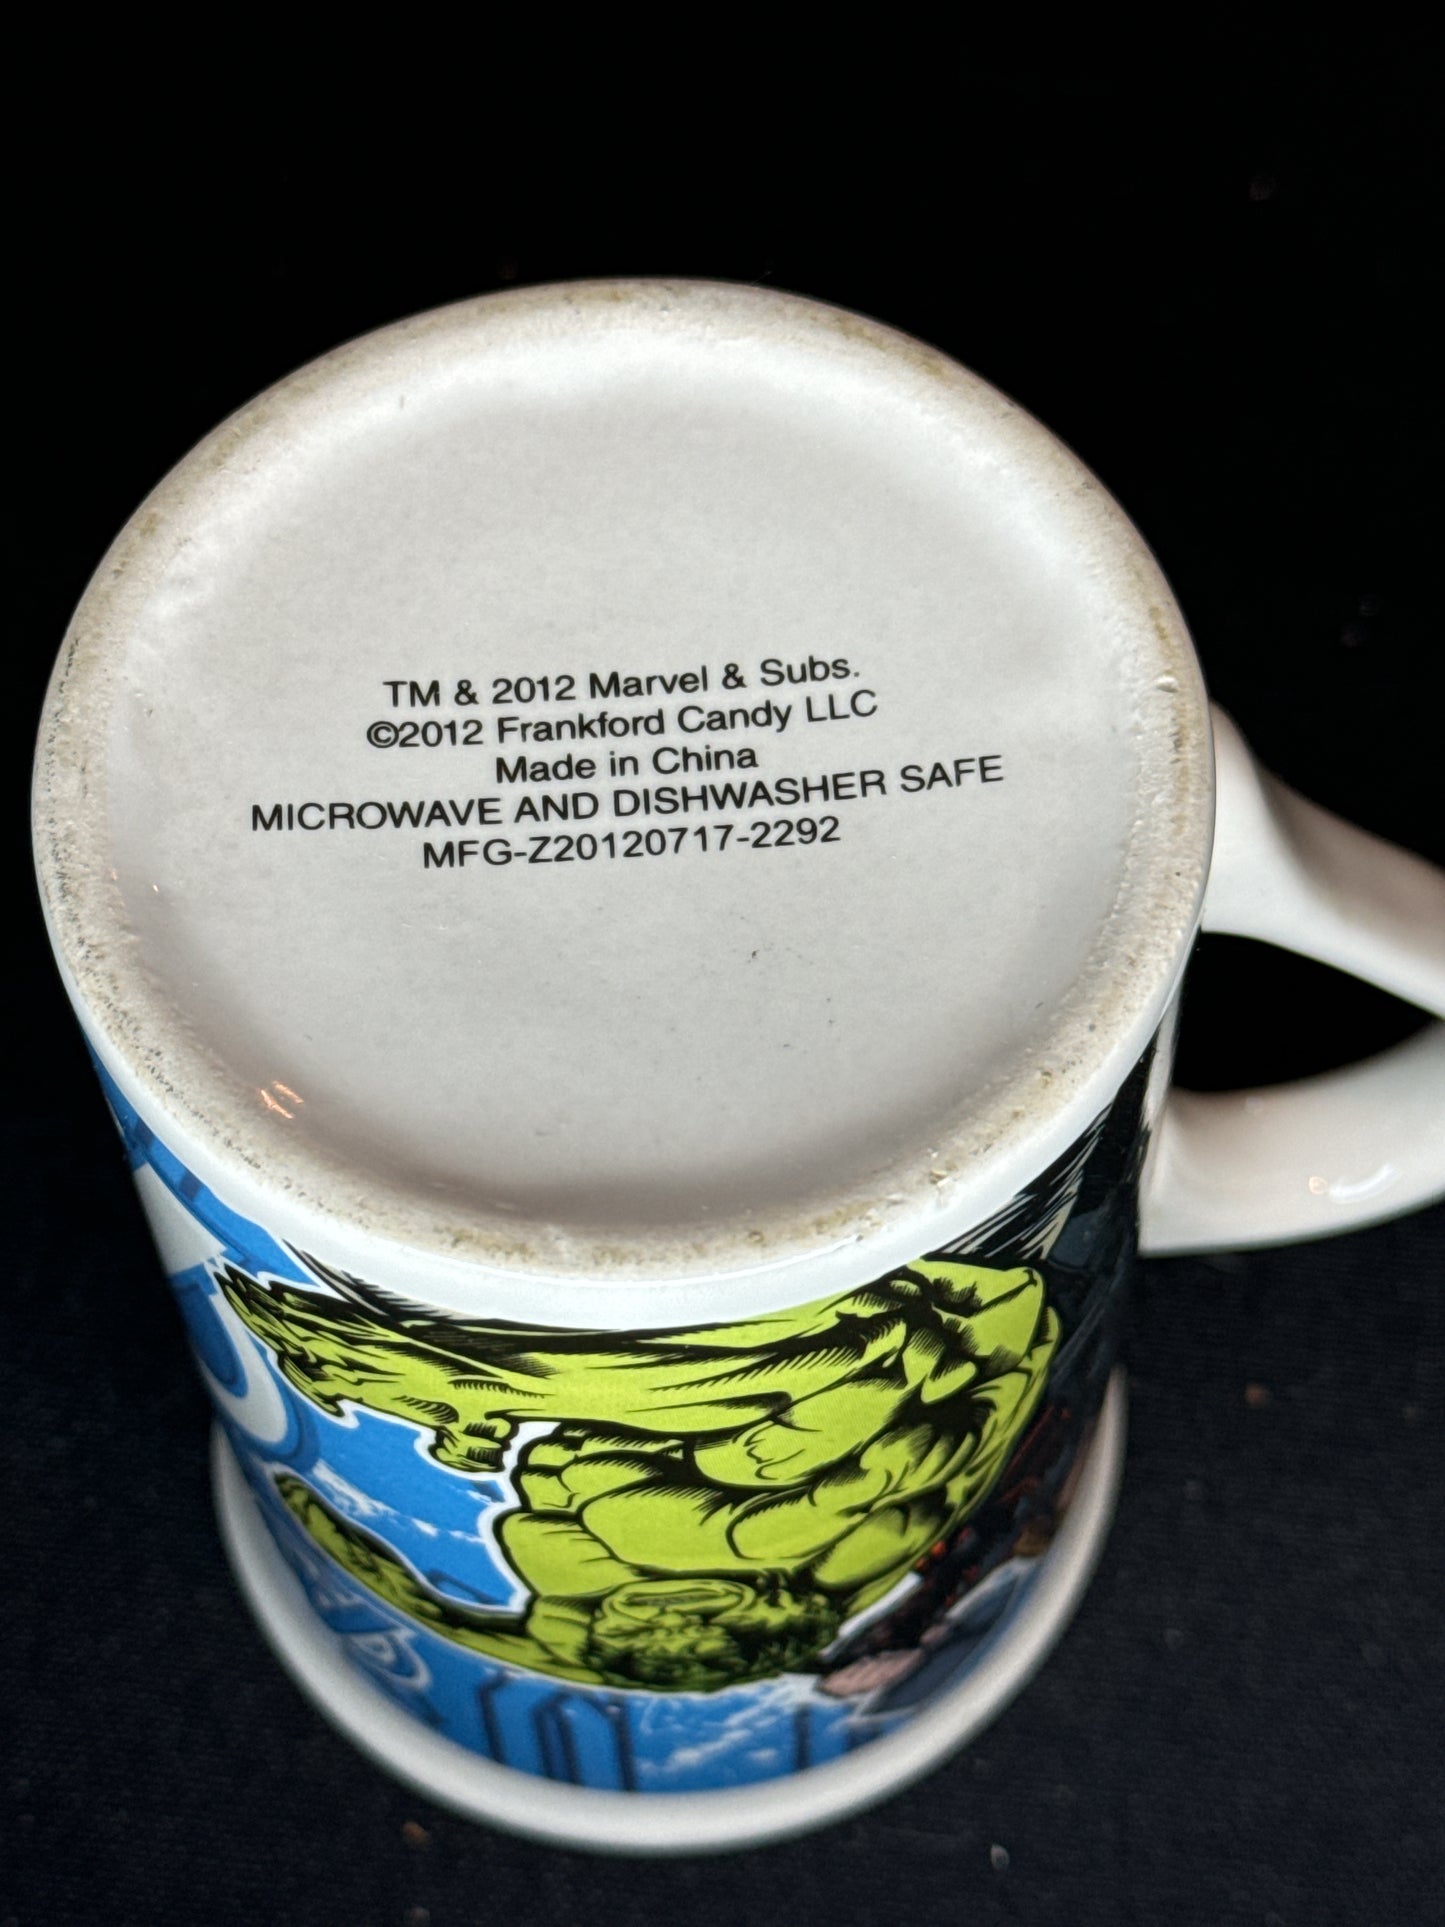 TM & 2012 Marvel & Subs.
©2012 Frankford Candy LLC
Made in China
MICROWAVE AND DISHWASHER SAFE
MFG-Z20120717-2292